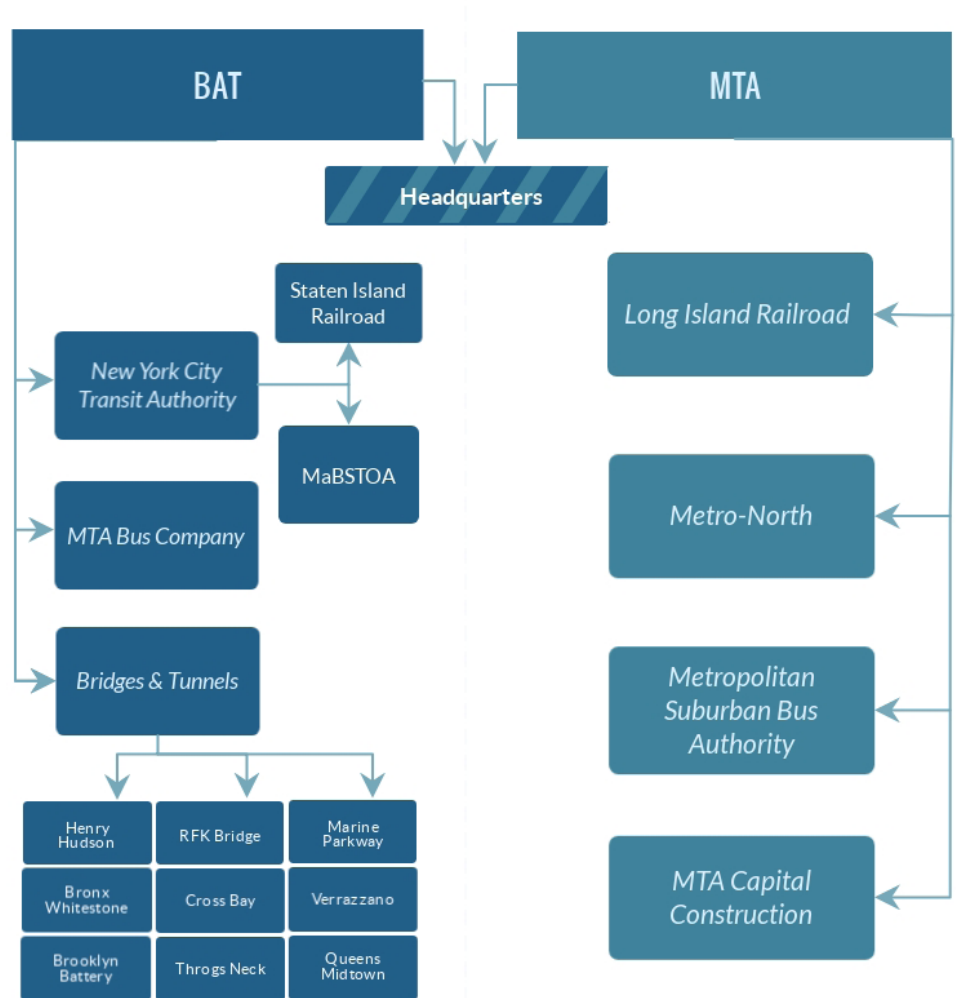 BAT
MTA
Headquarters
Staten Island
Railroad
New York City
Transit Authority
MaBSTOA
MTA Bus Company
Bridges & Tunnels
Henry
Hudson
RFK Bridge
Marine
Parkway
Bronx
Whitestone
Cross Bay
Verrazzano
Brooklyn
Battery
Throgs Neck
Queens
Midtown
Long Island Railroad
Metro-North
Metropolitan
Suburban Bus
Authority
MTA Capital
Construction